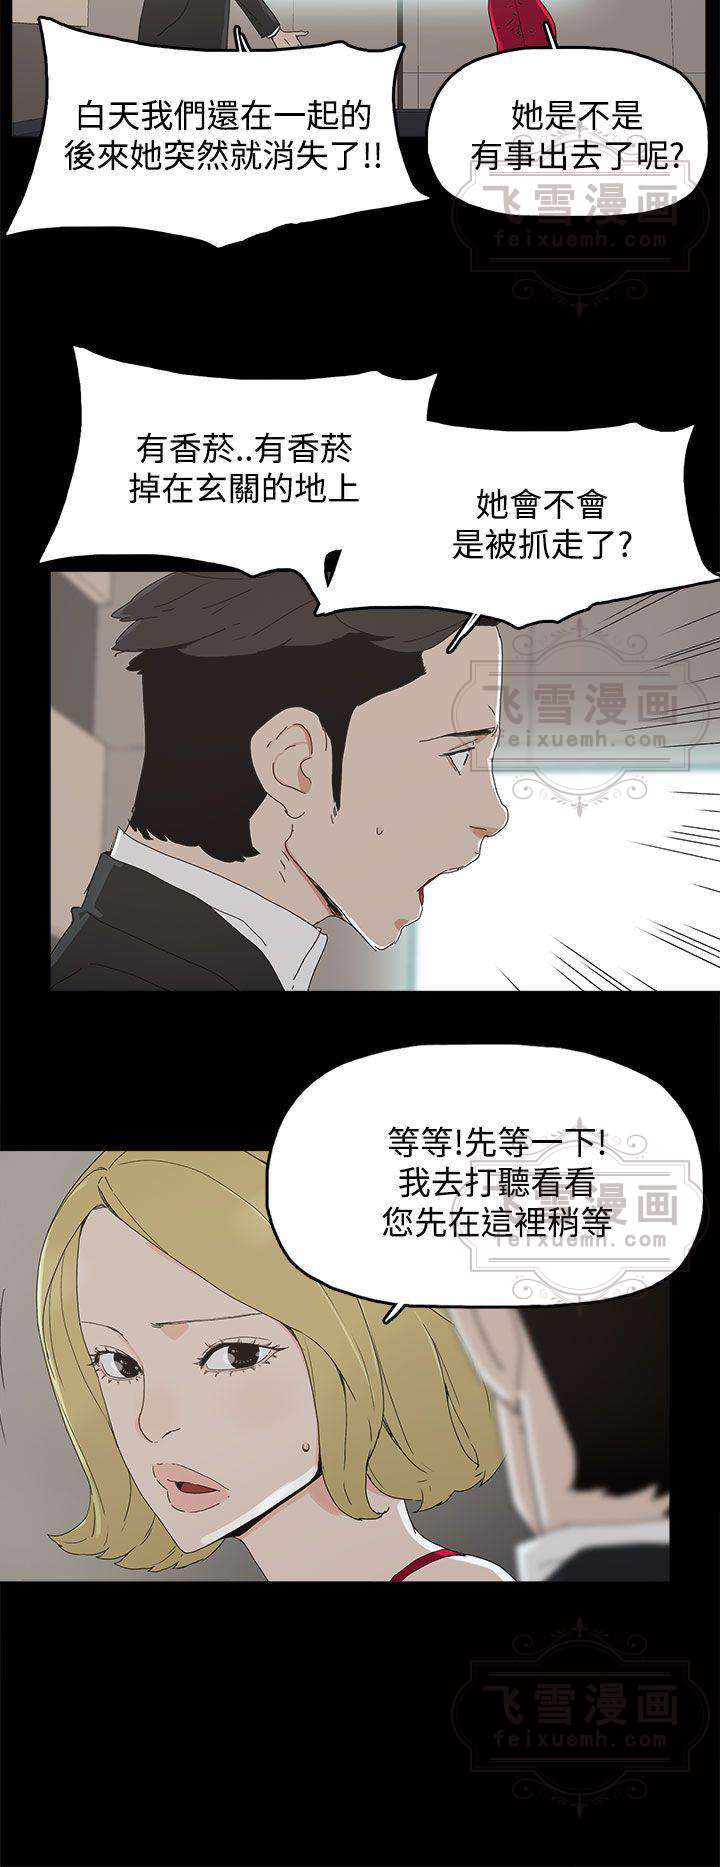 白天我們還在一起的
後來她突然就消失了!!
她是不是
有事出去了呢?
飞雪漫画
feixuemh.com
有香菸..有香菸
掉在玄關的地上
她會不會
是被抓走了?
飞雪漫画
feixuemh.com
等等!先等一下!
我去打聽看看
您先在這裡稍等
飞雪漫画
feixuemh.com
飞雪漫画
feixuemh.com